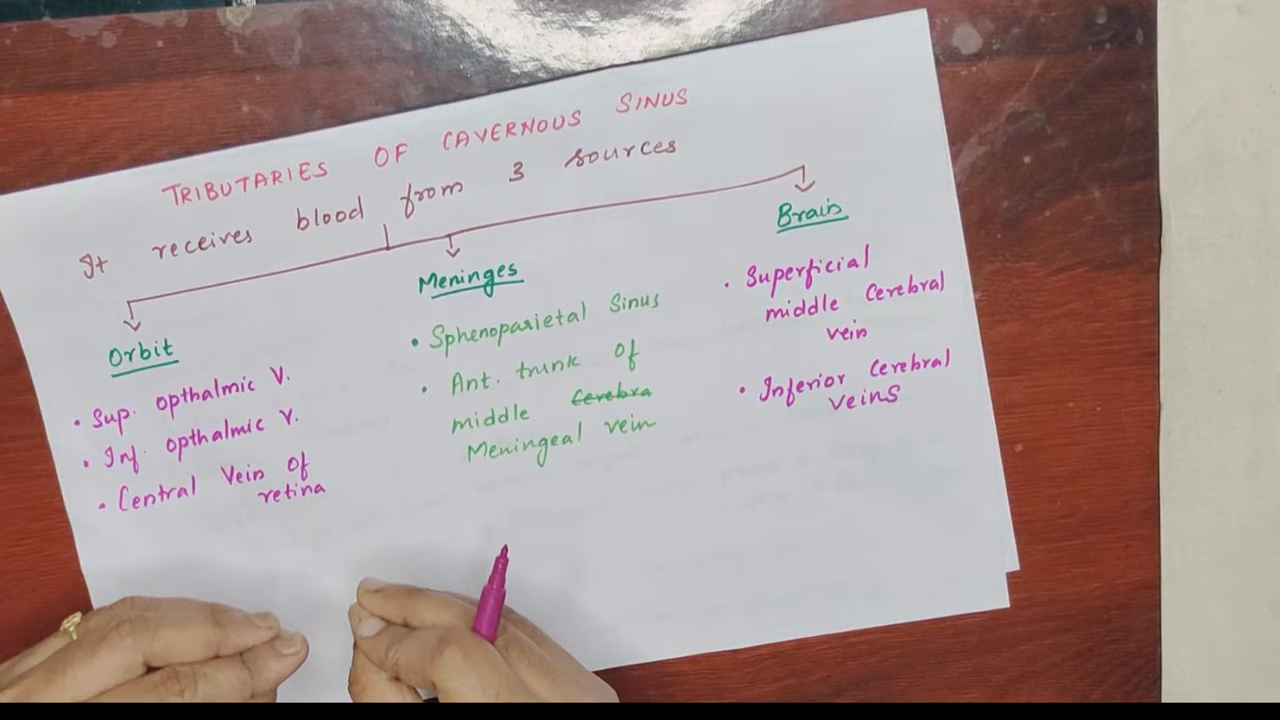 TRIBUTARIES OF CAVERNOUS SINUS
It receives blood from 3 sources
Orbit
• Sup. opthalmic V.
• Inf. opthalmic v.
• Central Vein of
retina
Meninges
• Sphenoparietal Sinus
• Ant. trunk of
middle Cerebra
Meningeal vein
Brain
• Superficial
middle Cerebral
vein
• Inferior Cerebral
veins